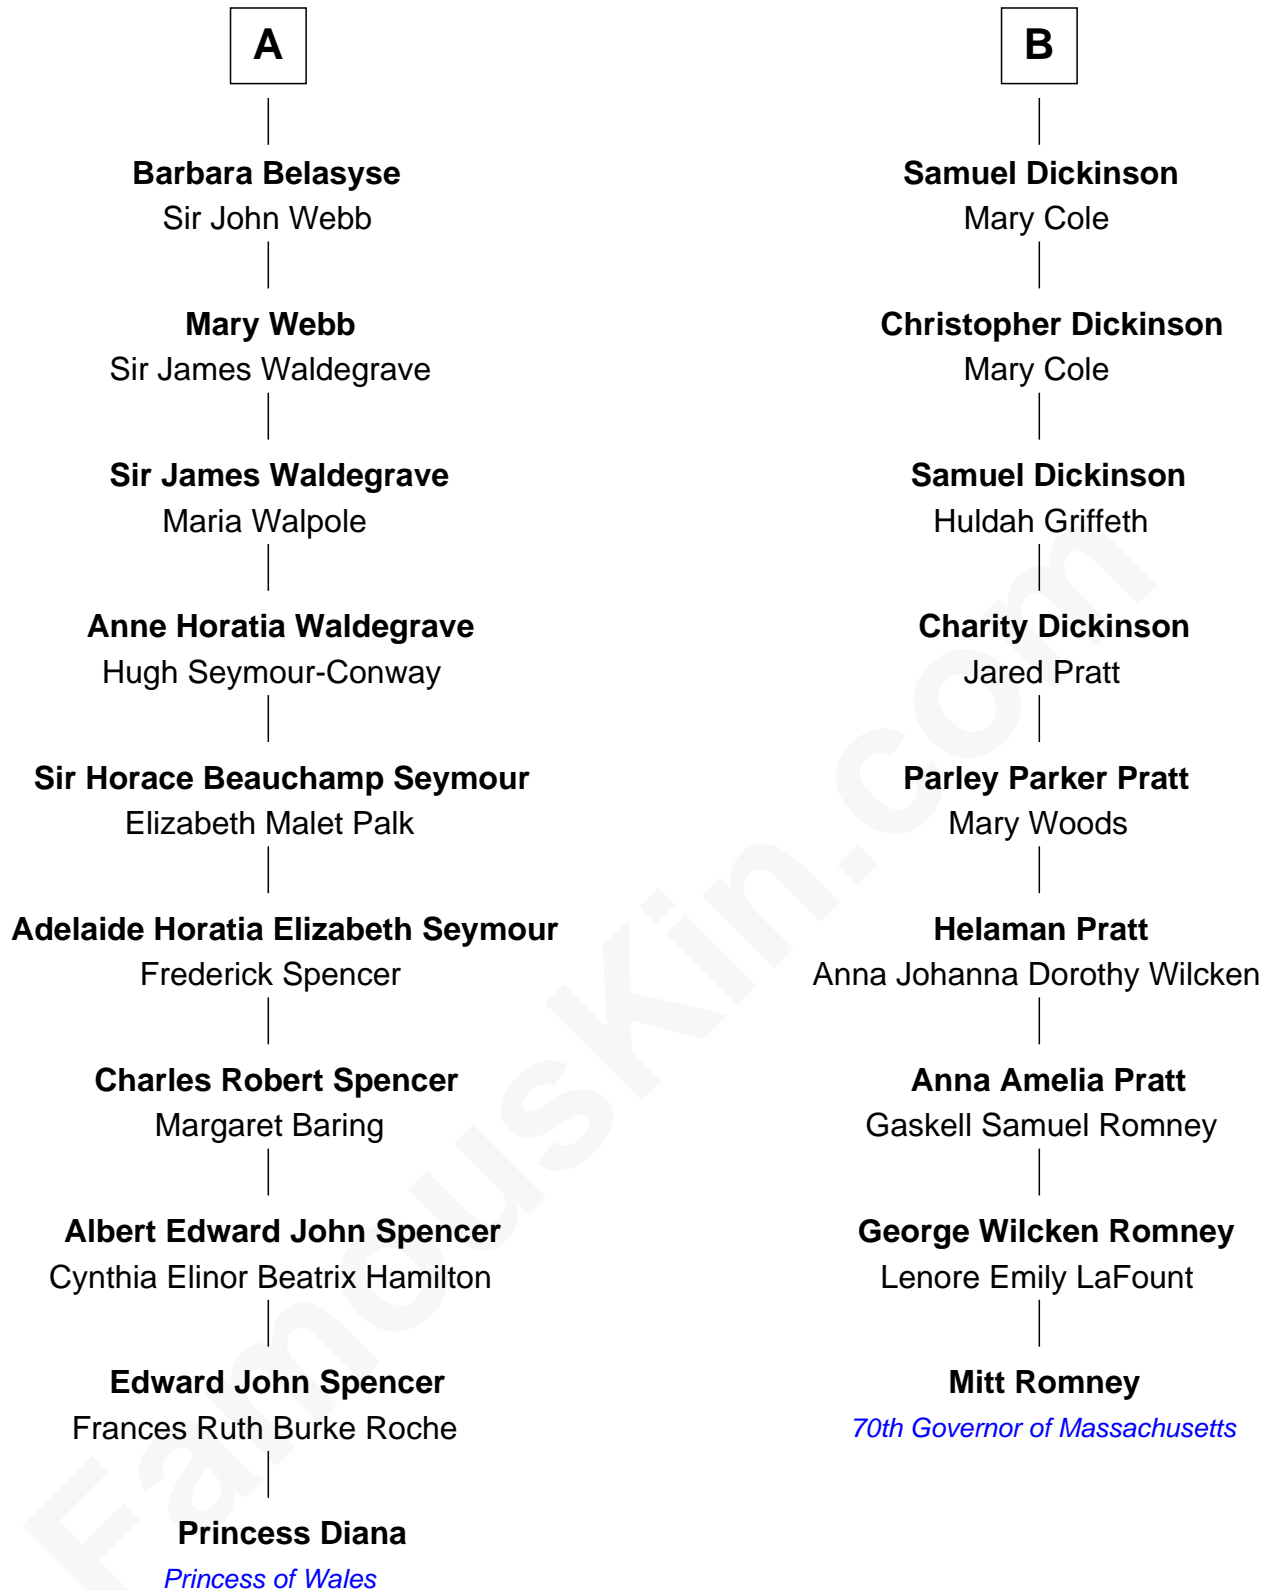 A
Barbara Belasyse
Sir John Webb
Mary Webb
Sir James Waldegrave
Sir James Waldegrave
Maria Walpole
Anne Horatia Waldegrave
Hugh Seymour-Conway
Sir Horace Beauchamp Seymour
Elizabeth Malet Palk
Adelaide Horatia Elizabeth Seymour
Frederick Spencer
Charles Robert Spencer
Margaret Baring
Albert Edward John Spencer
Cynthia Elinor Beatrix Hamilton
Edward John Spencer
Frances Ruth Burke Roche
Princess Diana
Princess of Wales
B
Samuel Dickinson
Mary Cole
Christopher Dickinson
Mary Cole
Samuel Dickinson
Huldah Griffeth
Charity Dickinson
Jared Pratt
Parley Parker Pratt
Mary Woods
Helaman Pratt
Anna Johanna Dorothy Wilcken
Anna Amelia Pratt
Gaskell Samuel Romney
George Wilcken Romney
Lenore Emily LaFount
Mitt Romney
70th Governor of Massachusetts
FamousKin.com